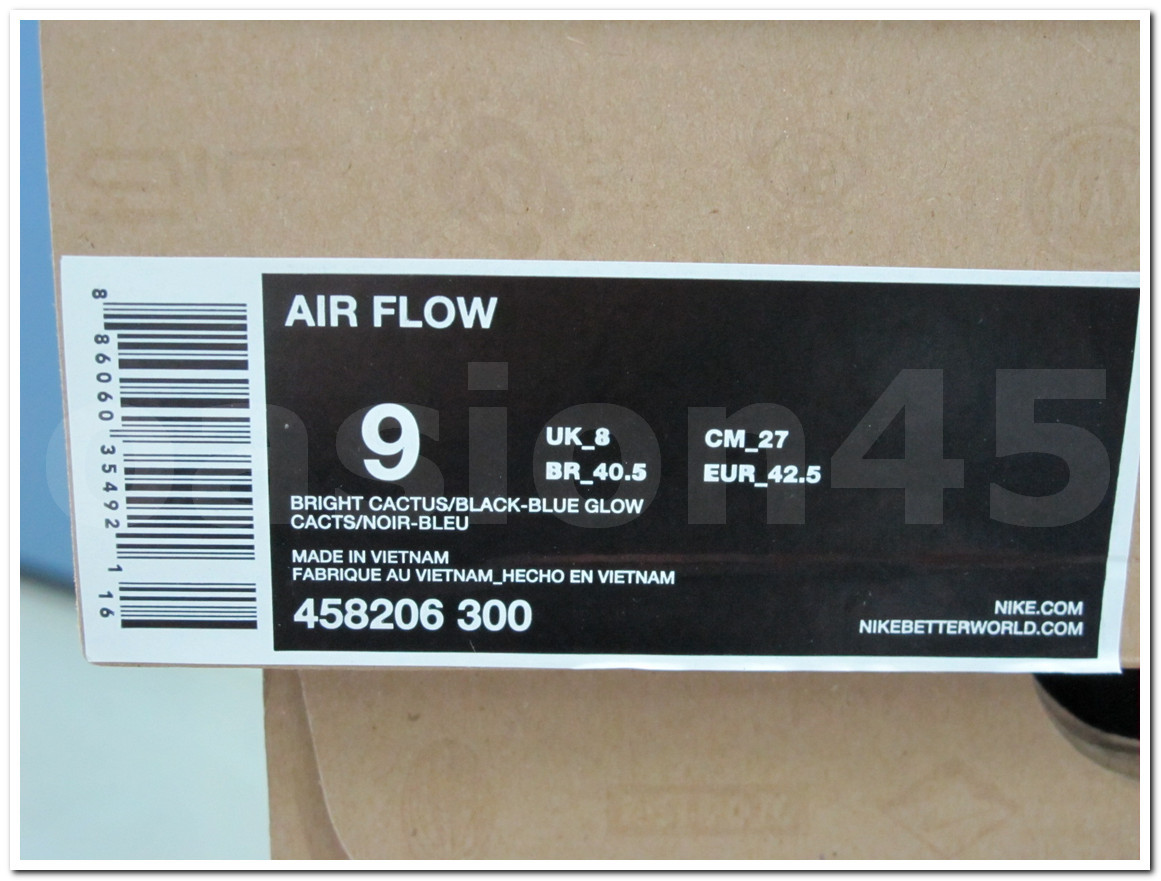 AIR FLOW
9
UK_8
CM_27
BR_40.5
EUR_42.5
BRIGHT CACTUS/BLACK-BLUE GLOW
CACTS/NOIR-BLEU
MADE IN VIETNAM
FABRIQUE AU VIETNAM_HECHO EN VIETNAM
458206 300
NIKE.COM
NIKEBETTERWORLD.COM
8 86060 35492 1 16
onsion45